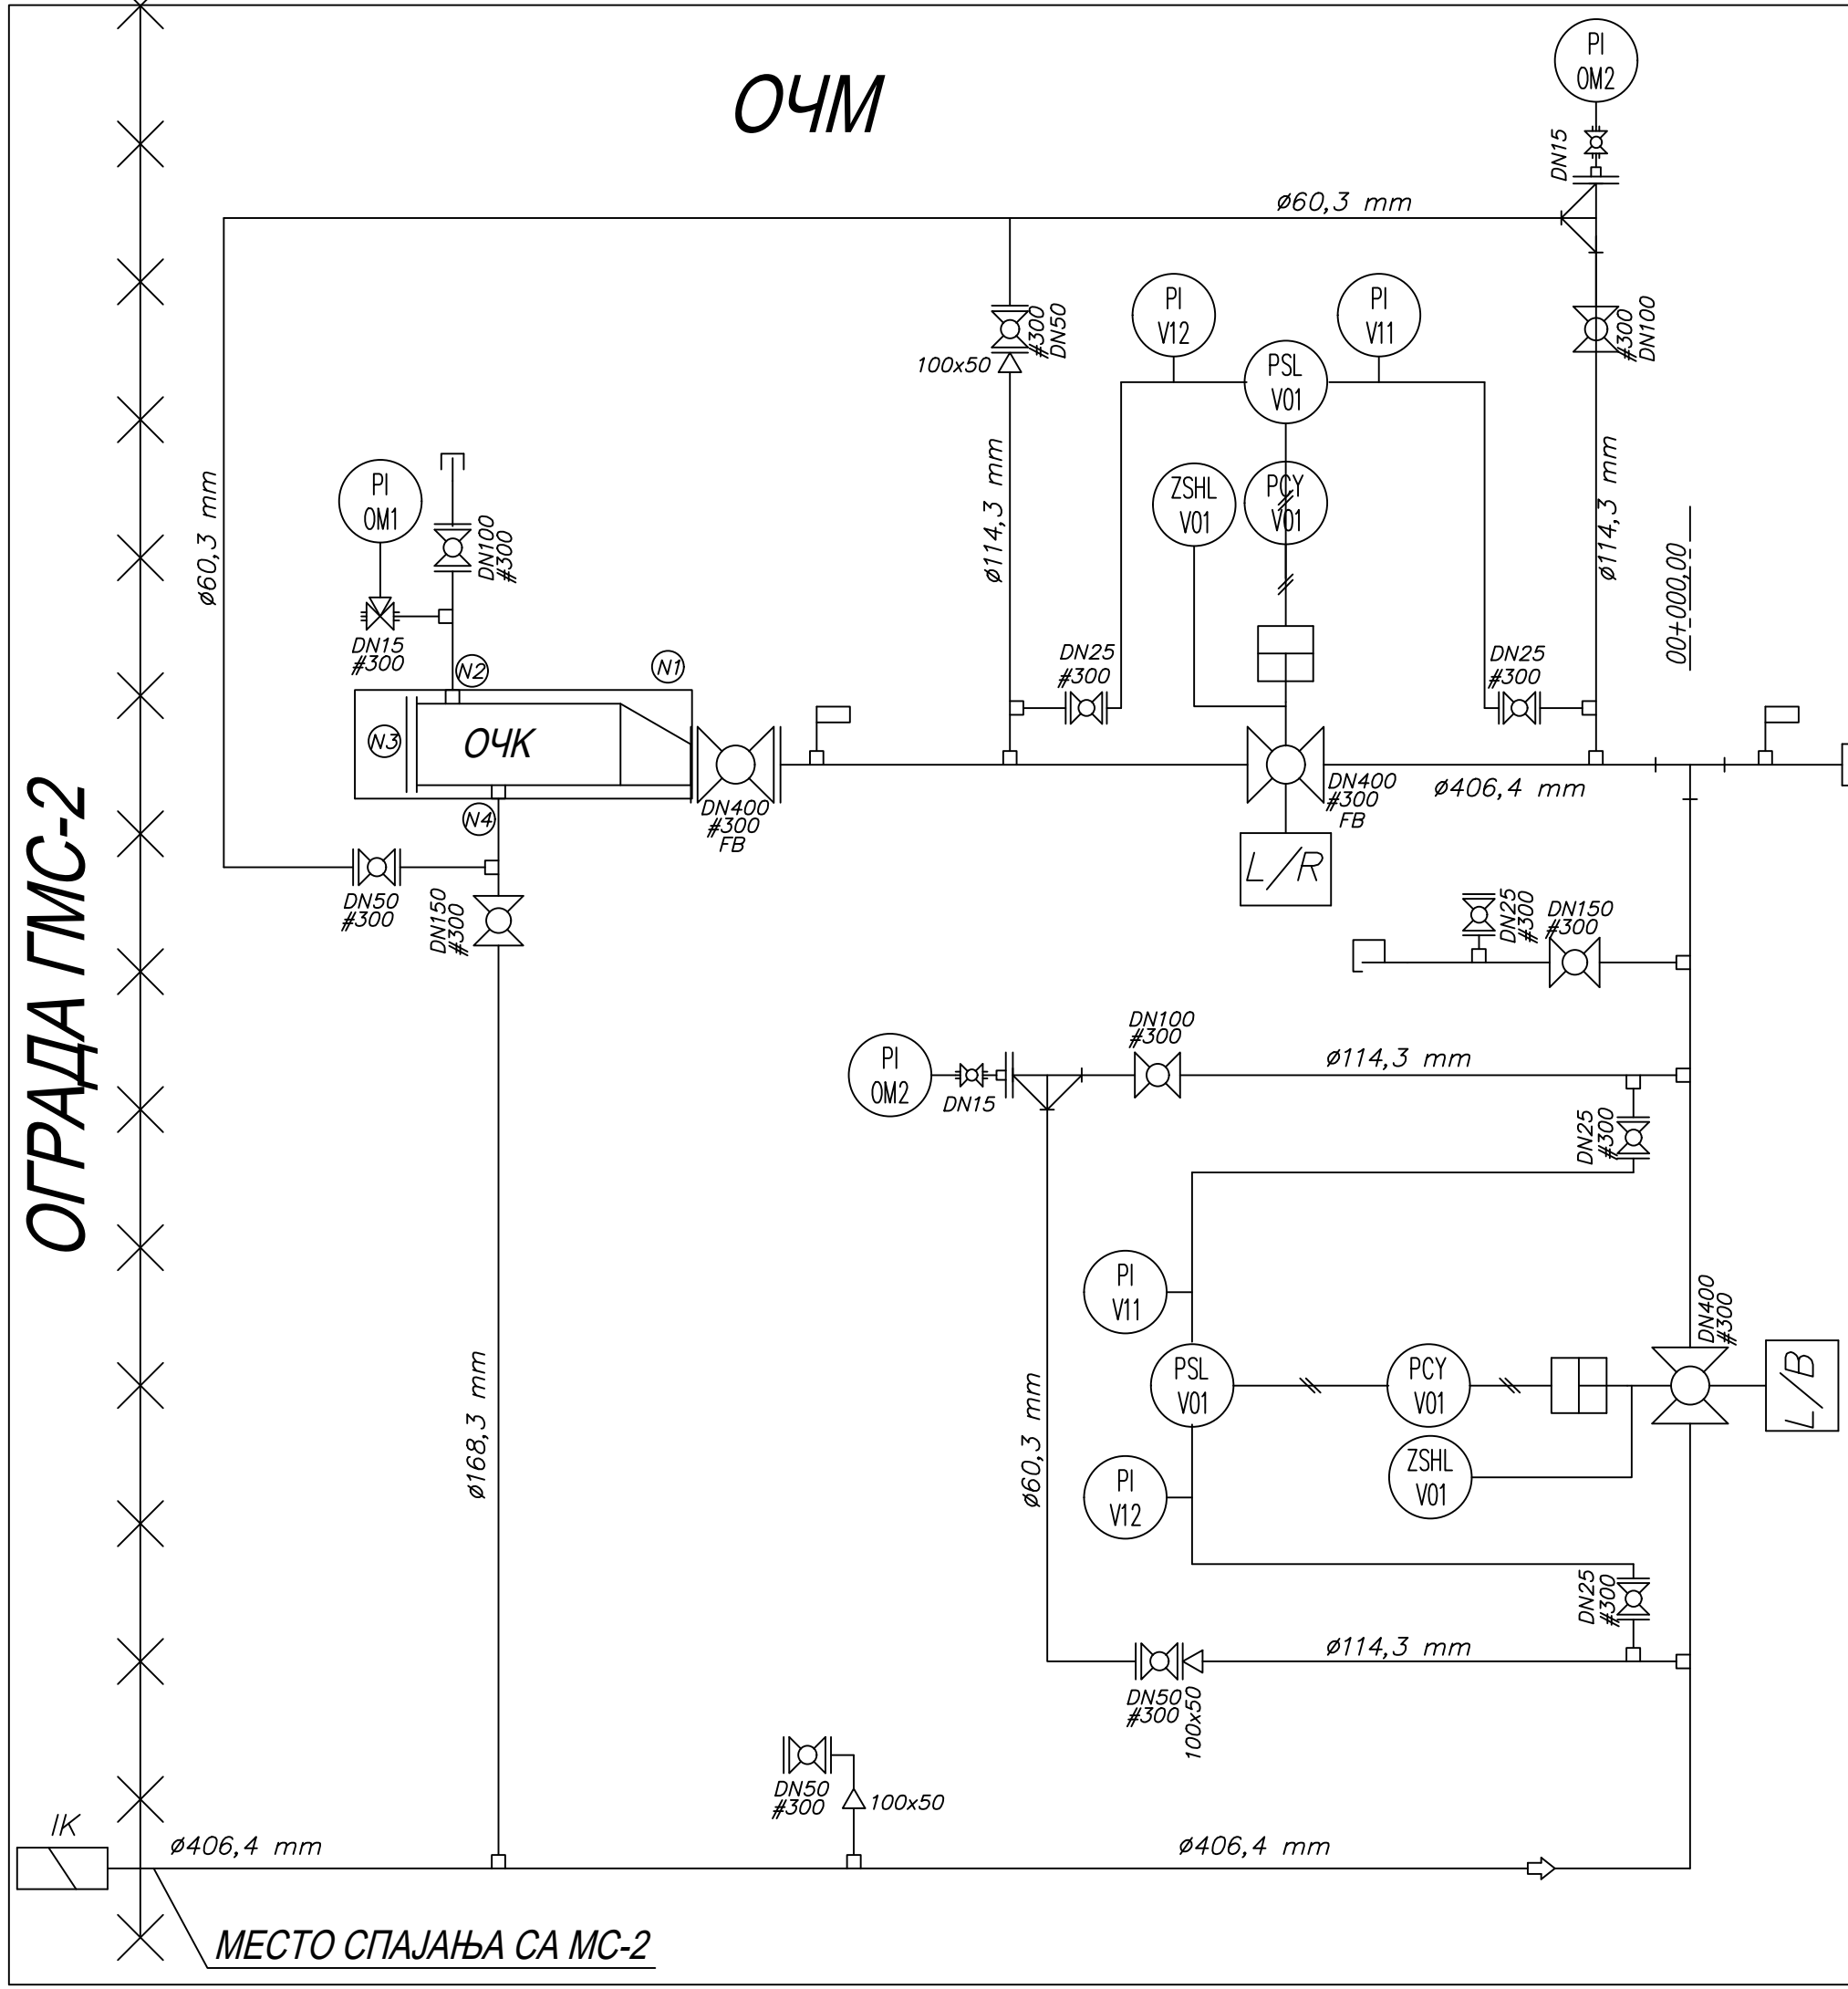 ОЧМ
PI
OM2
DN15
ø60,3 mm
PI
V12
PI
V11
#300
DN50
100x50
#300
DN100
PSL
V01
ø60,3 mm
PI
OM1
DN100
#300
ø114,3 mm
ZSHL
V01
PCY
V01
ø114,3 mm
00+000,00
DN15
#300
N2
N1
DN25
#300
DN25
#300
N3
ОЧК
N4
DN400
#300
FB
DN400
#300
FB
ø406,4 mm
L/R
DN50
#300
DN150
#300
DN25
#300
DN150
#300
ОГРАДА ГМС-2
PI
OM2
DN15
DN100
#300
ø114,3 mm
DN25
#300
PI
V11
DN400
#300
PSL
V01
PCY
V01
L/B
ø168,3 mm
ø60,3 mm
ZSHL
V01
PI
V12
DN25
#300
ø114,3 mm
DN50
#300
100x50
DN50
#300
100x50
IK
ø406,4 mm
ø406,4 mm
МЕСТО СПАЈАЊА СА МС-2